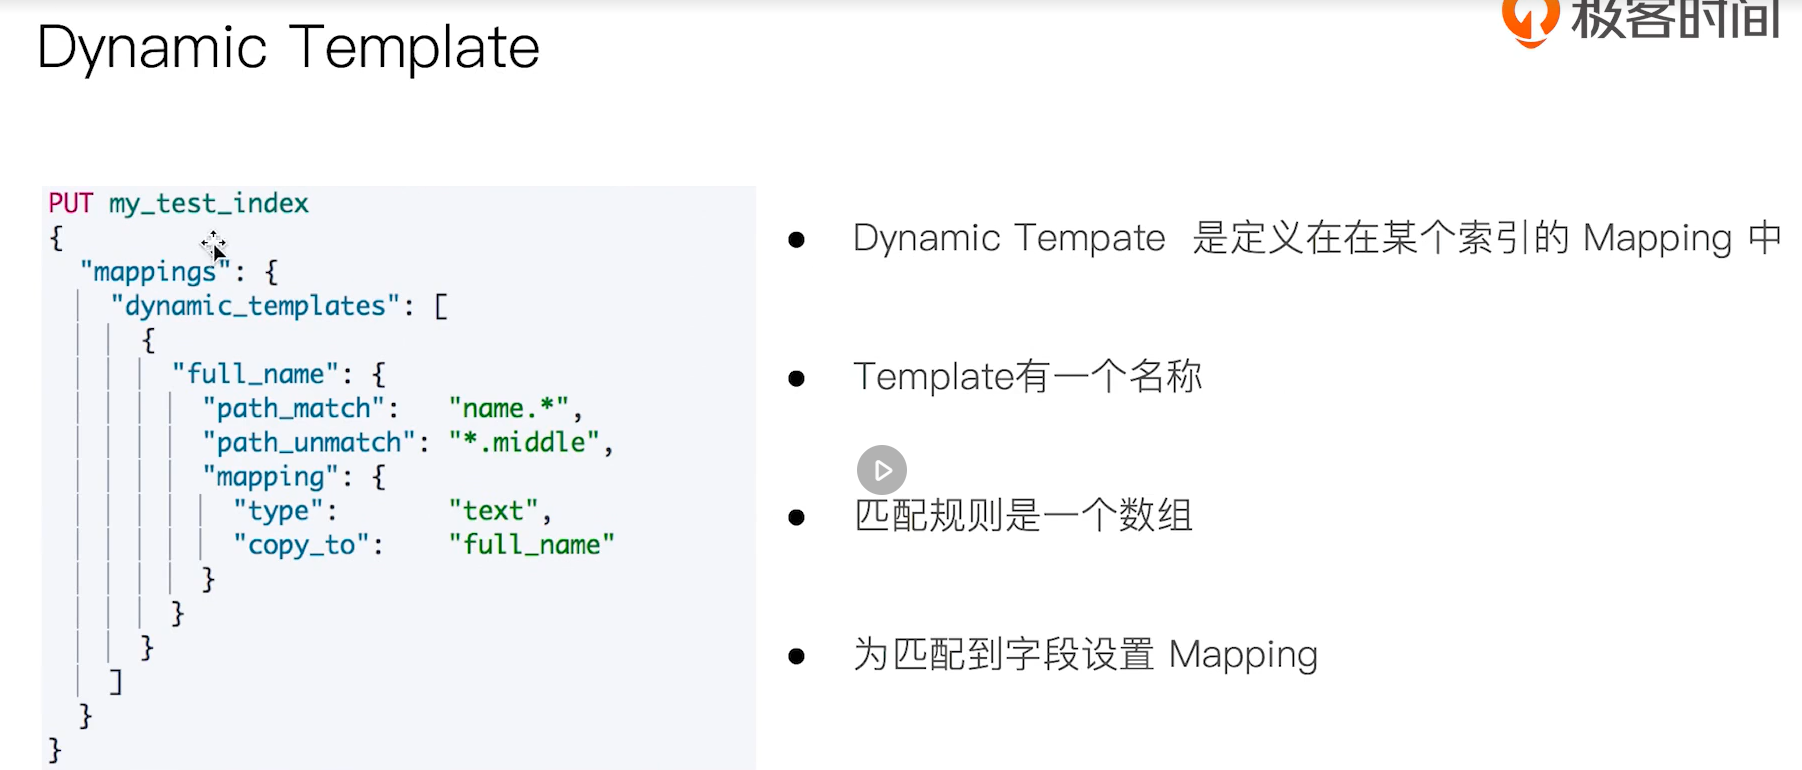 Dynamic Template
极客时间
PUT my_test_index
{
"mappings": {
"dynamic_templates": [
{
"full_name": {
"path_match": "name.*",
"path_unmatch": "*.middle",
"mapping": {
"type": "text",
"copy_to": "full_name"
}
}
}
]
}
}
● Dynamic Tempate 是定义在在某个索引的 Mapping 中
● Template有一个名称
● 匹配规则是一个数组
● 为匹配到字段设置 Mapping